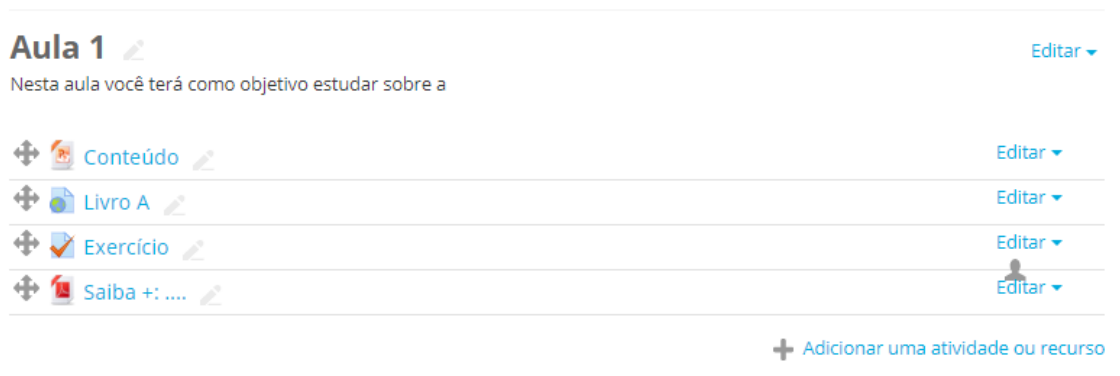 Aula 1 Editar
Nesta aula você terá como objetivo estudar sobre a
Conteúdo Editar
Livro A Editar
Exercício Editar
Saiba +: .... Editar
Adicionar uma atividade ou recurso